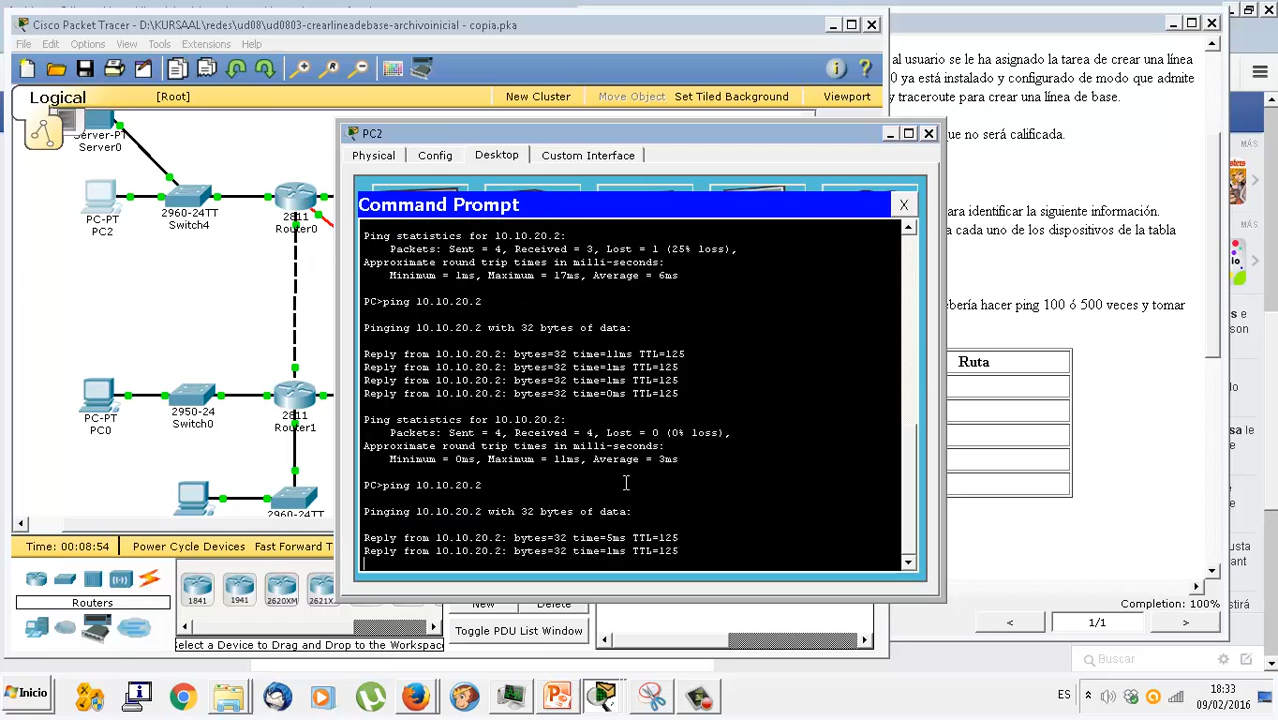 Cisco Packet Tracer - D:\KURSAAL\redes\ud08\ud0803-crearlineadebase-archivoinicial - copia.pka
File Edit Options View Tools Extensions Help
Logical [Root] New Cluster Move Object Set Tiled Background Viewport
Server-PT
Server0
PC-PT
PC2
2960-24TT
Switch4
2811
Router0
PC-PT
PC0
2950-24
Switch0
2811
Router1
2960-24TT
Time: 00:08:54 Power Cycle Devices Fast Forward T
Routers
1841
1941
2620XM
2621X
Select a Device to Drag and Drop to the Workspac
New Delete
Toggle PDU List Window
PC2
Physical Config Desktop Custom Interface
Command Prompt X
Ping statistics for 10.10.20.2:
Packets: Sent = 4, Received = 3, Lost = 1 (25% loss),
Approximate round trip times in milli-seconds:
Minimum = 1ms, Maximum = 17ms, Average = 6ms
PC>ping 10.10.20.2
Pinging 10.10.20.2 with 32 bytes of data:
Reply from 10.10.20.2: bytes=32 time=11ms TTL=125
Reply from 10.10.20.2: bytes=32 time=1ms TTL=125
Reply from 10.10.20.2: bytes=32 time=1ms TTL=125
Reply from 10.10.20.2: bytes=32 time=0ms TTL=125
Ping statistics for 10.10.20.2:
Packets: Sent = 4, Received = 4, Lost = 0 (0% loss),
Approximate round trip times in milli-seconds:
Minimum = 0ms, Maximum = 11ms, Average = 3ms
PC>ping 10.10.20.2
Pinging 10.10.20.2 with 32 bytes of data:
Reply from 10.10.20.2: bytes=32 time=5ms TTL=125
Reply from 10.10.20.2: bytes=32 time=1ms TTL=125
al usuario se le ha asignado la tarea de crear una línea
0 ya está instalado y configurado de modo que admite
y traceroute para crear una línea de base.
que no será calificada.
ara identificar la siguiente información.
a cada uno de los dispositivos de la tabla
ebería hacer ping 100 ó 500 veces y tomar
Ruta
Completion: 100%
< 1/1 >
MÁS
e
son
le
MÁS
usta
stirá
Buscar
Inicio
ES
18:33
09/02/2016